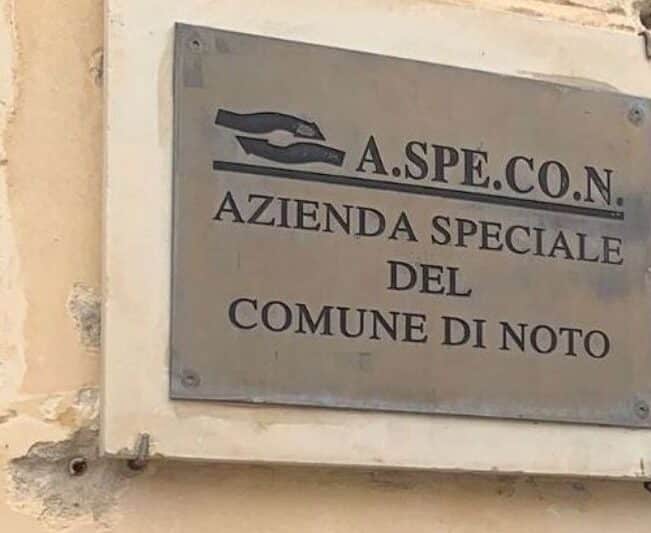 A.SPE.CO.N.
AZIENDA SPECIALE
DEL
COMUNE DI NOTO